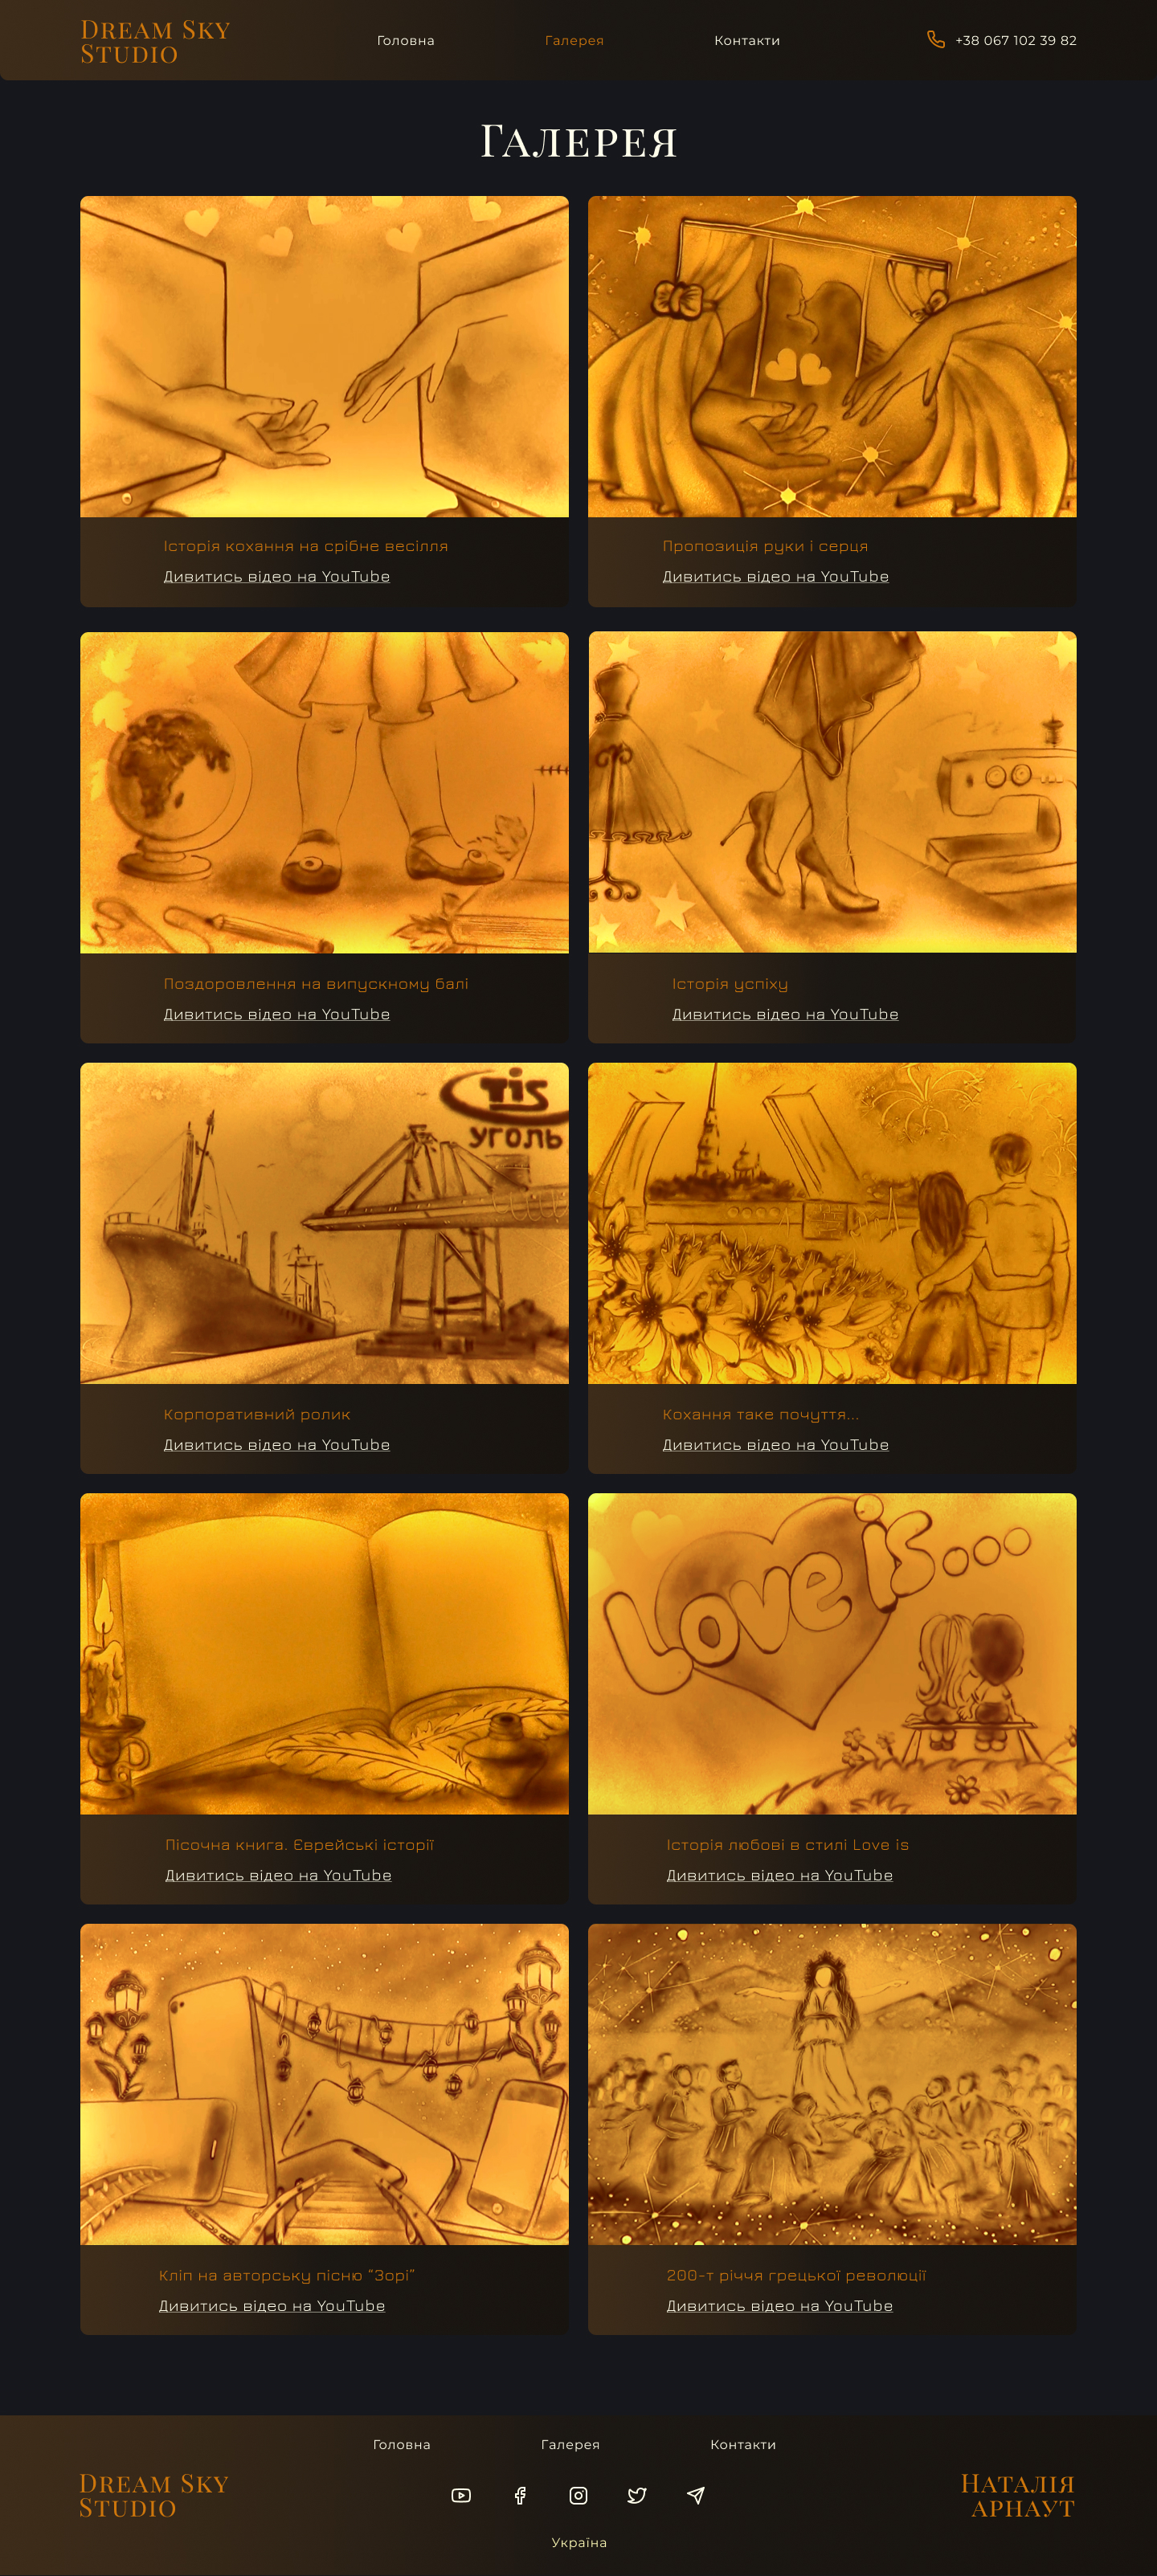 Dream Sky
Studio
Головна
Галерея
Контакти
+38 067 102 39 82
Галерея
Історія кохання на срібне весілля
Дивитись відео на YouTube
Пропозиція руки і серця
Дивитись відео на YouTube
Поздоровлення на випускному балі
Дивитись відео на YouTube
Історія успіху
Дивитись відео на YouTube
Tis
уголь
Корпоративний ролик
Дивитись відео на YouTube
Кохання таке почуття...
Дивитись відео на YouTube
Love is...
Пісочна книга. Єврейські історії
Дивитись відео на YouTube
Історія любові в стилі Love is
Дивитись відео на YouTube
Кліп на авторську пісню “Зорі”
Дивитись відео на YouTube
200-т річчя грецької революції
Дивитись відео на YouTube
Головна
Галерея
Контакти
Dream Sky
Studio
Наталія
арнаут
Україна